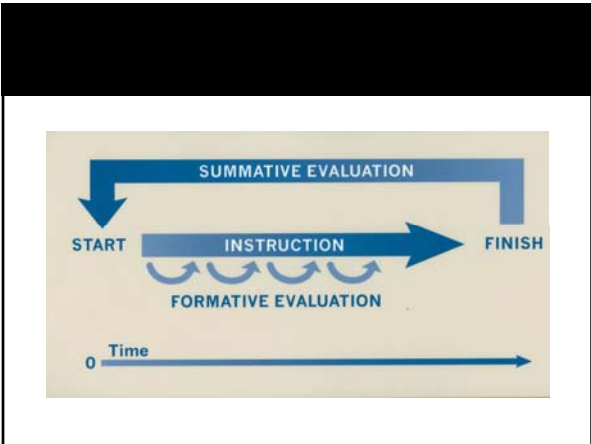 SUMMATIVE EVALUATION
START INSTRUCTION FINISH
FORMATIVE EVALUATION
Time
0